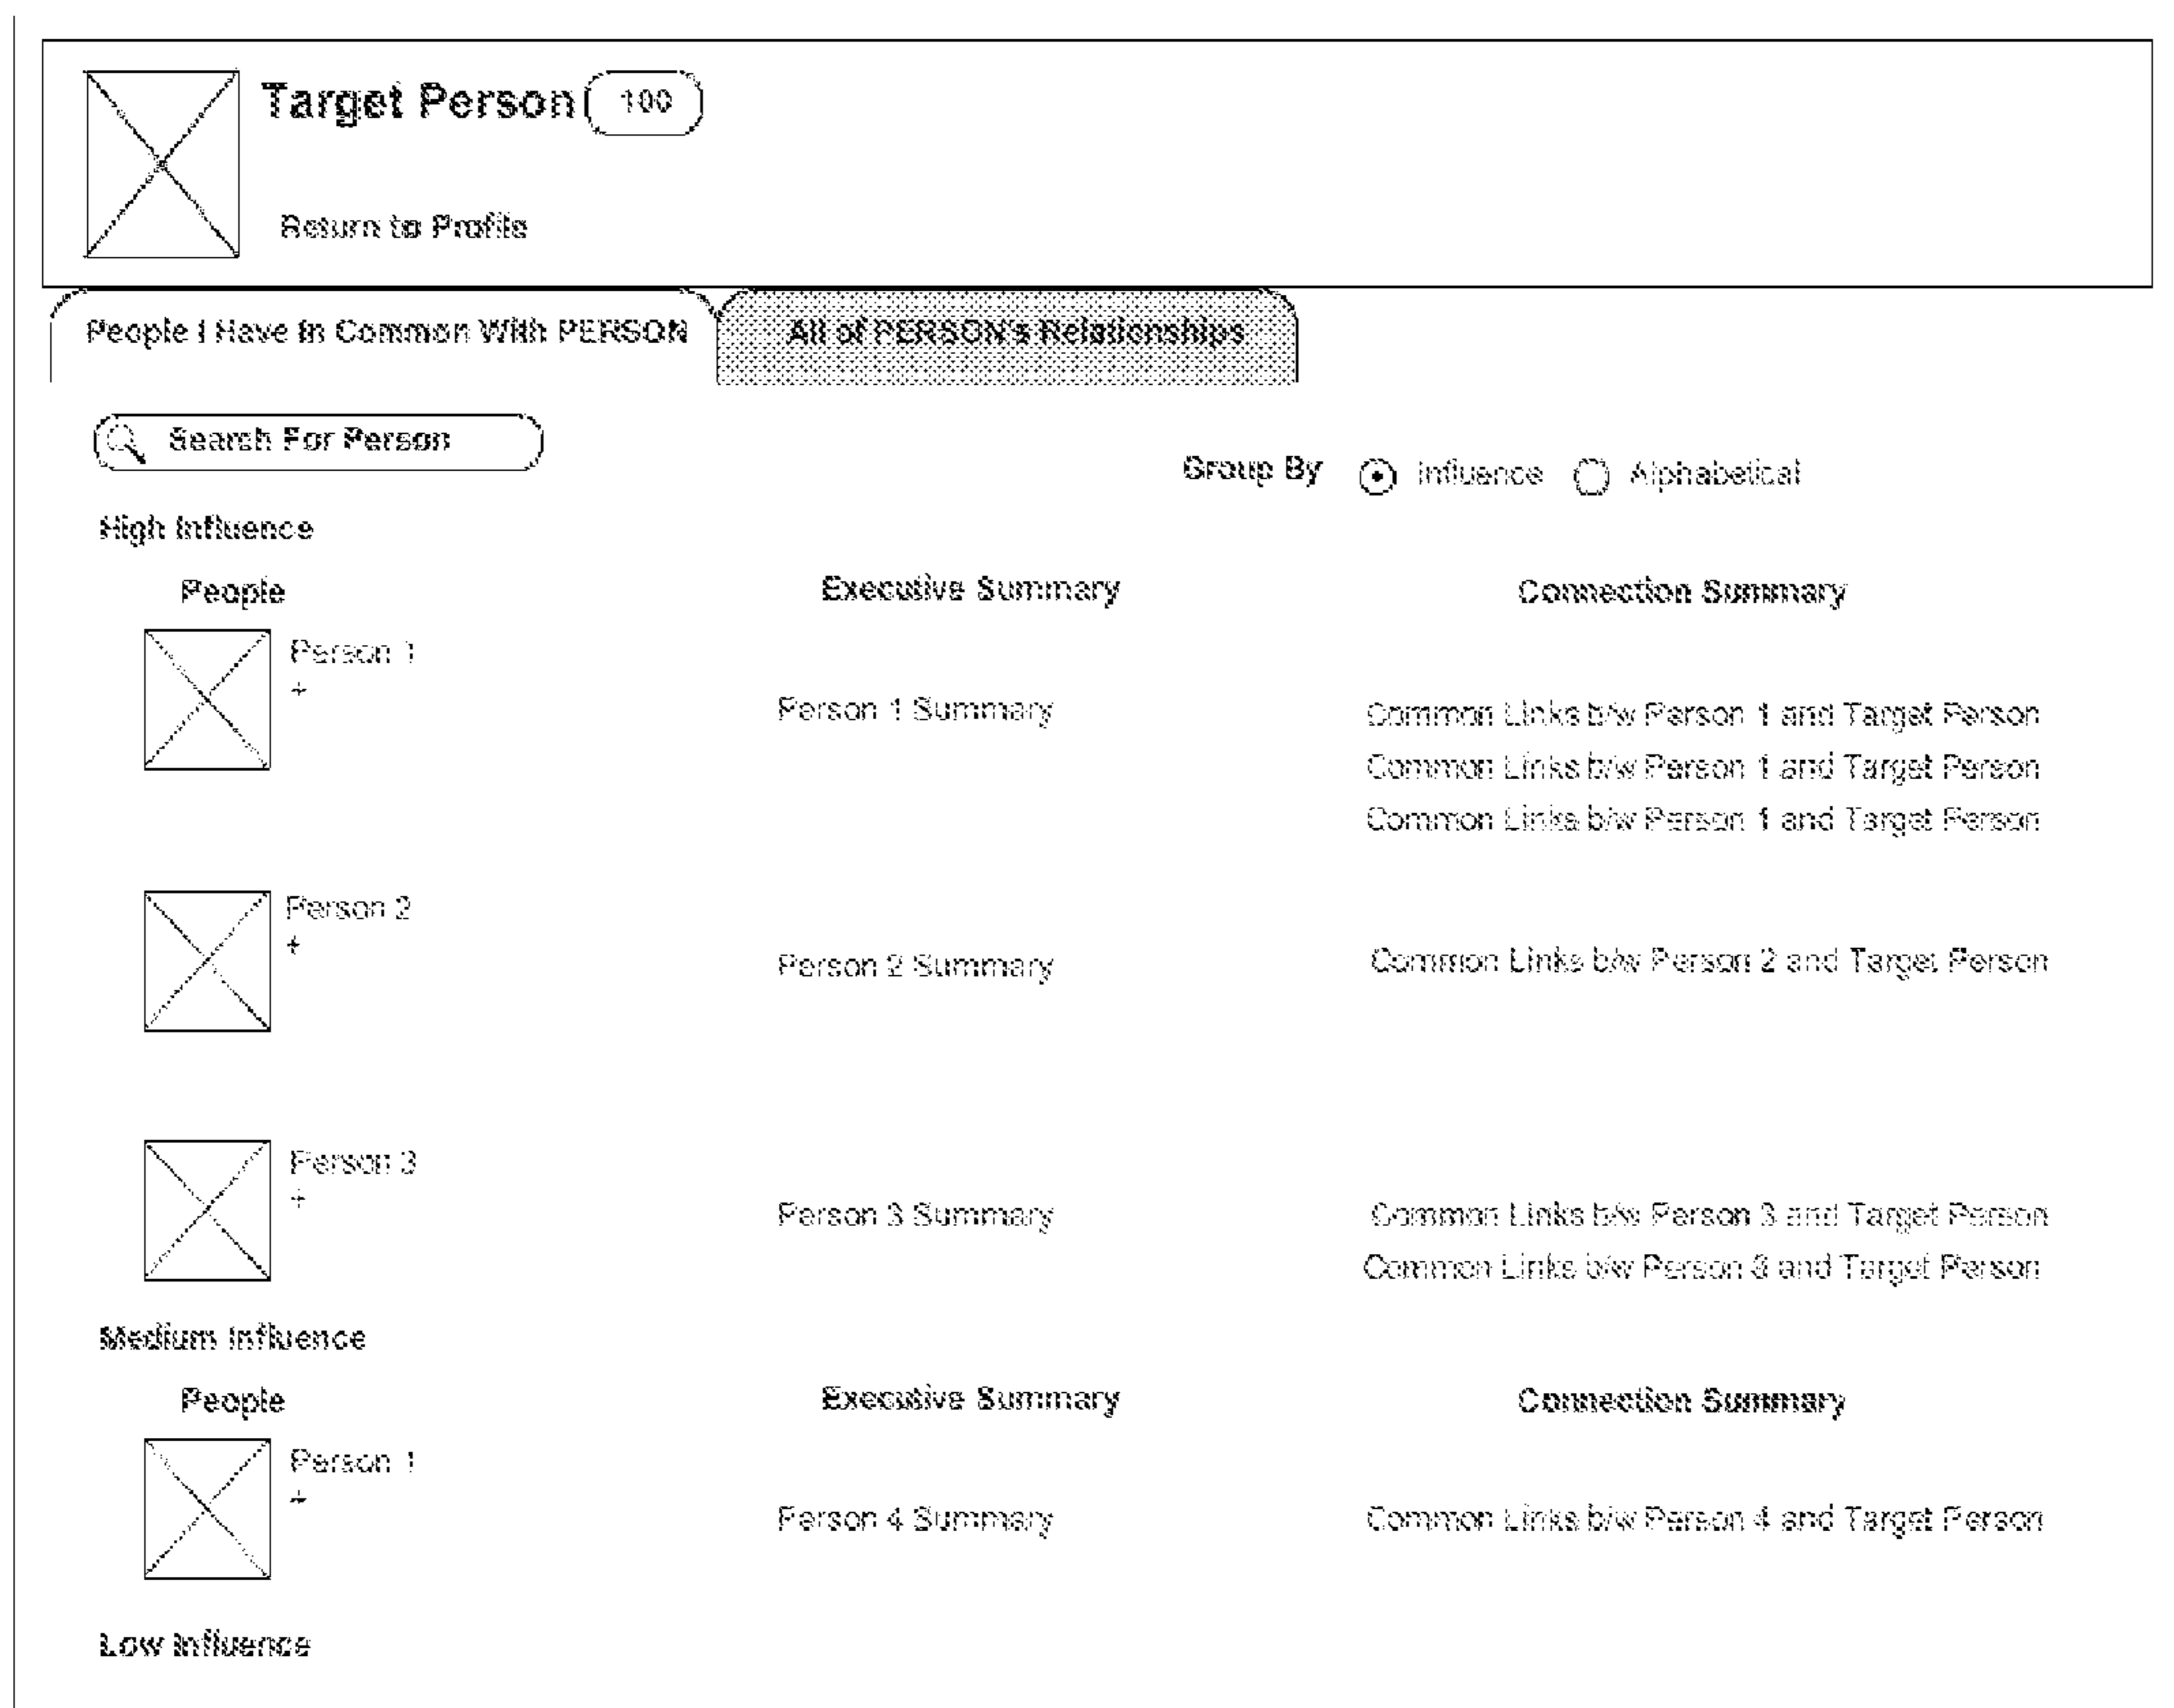 Target Person 100
Return to Profile
People I Have In Common With PERSON
All of PERSON's Relationships
Search For Person
Group By Influence Alphabetical
High Influence
People Executive Summary Connection Summary
Person 1
+
Person 1 Summary
Common Links b/w Person 1 and Target Person
Common Links b/w Person 1 and Target Person
Common Links b/w Person 1 and Target Person
Person 2
+
Person 2 Summary
Common Links b/w Person 2 and Target Person
Person 3
+
Person 3 Summary
Common Links b/w Person 3 and Target Person
Common Links b/w Person 3 and Target Person
Medium Influence
People Executive Summary Connection Summary
Person 1
+
Person 4 Summary
Common Links b/w Person 4 and Target Person
Low Influence